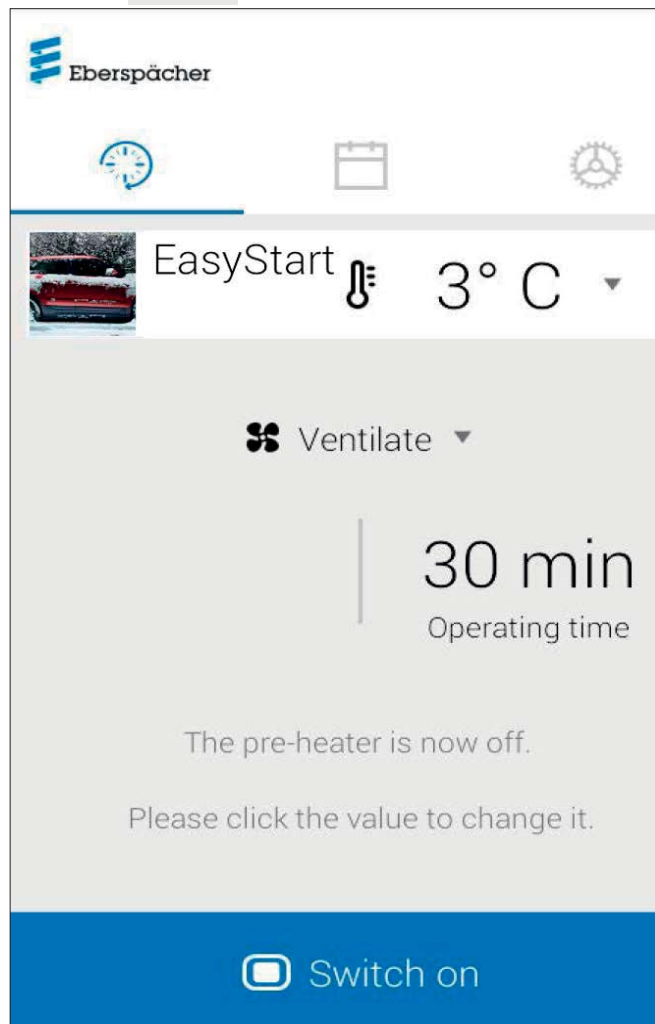 Eberspächer
EasyStart 3° C
Ventilate
30 min
Operating time
The pre-heater is now off.
Please click the value to change it.
Switch on